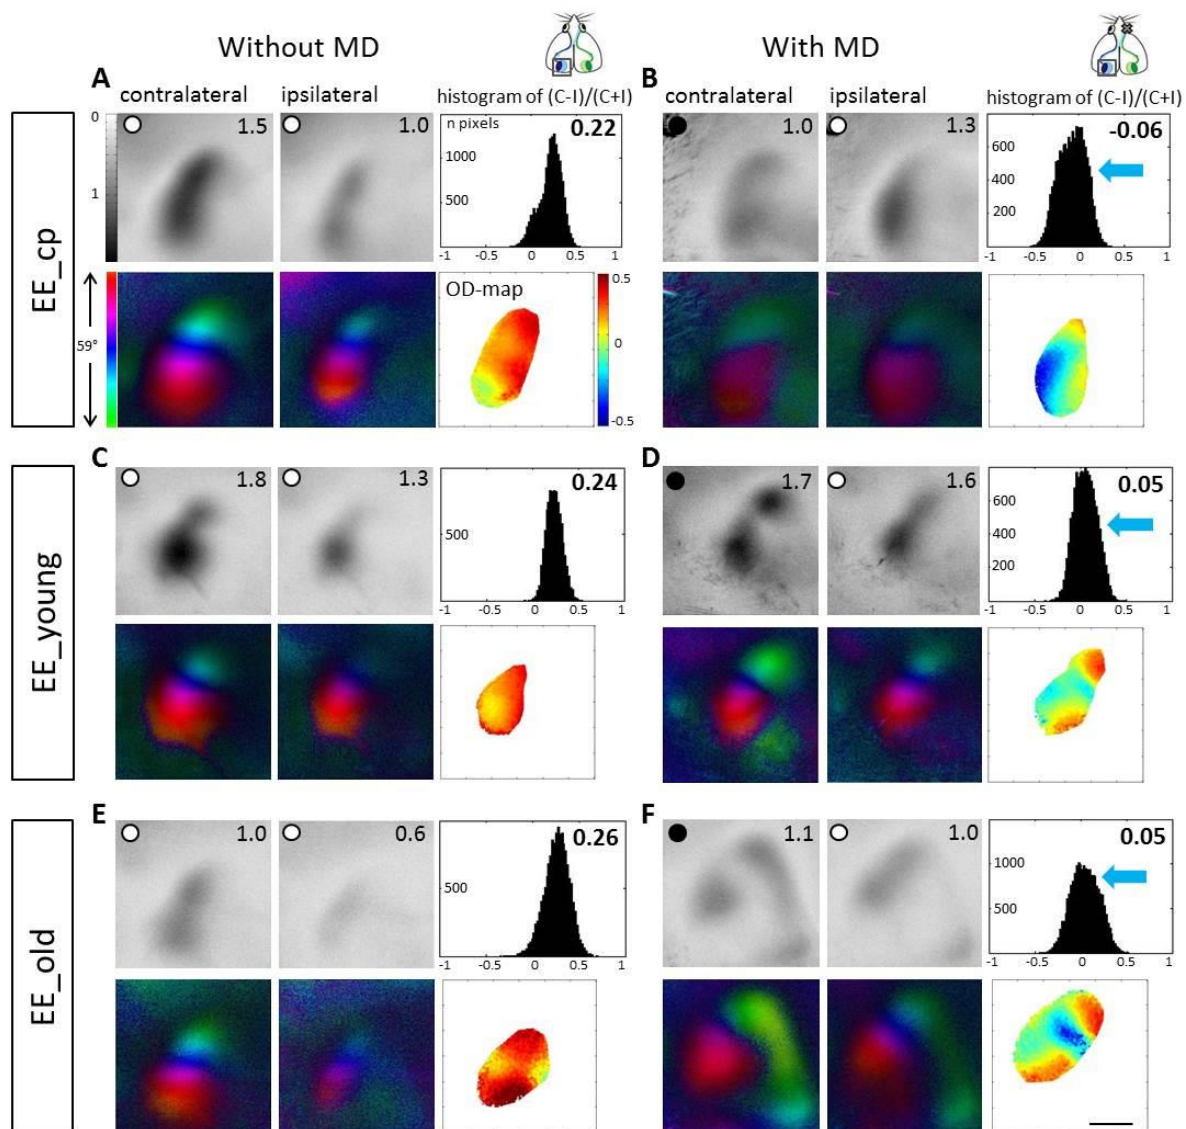 Without MD
With MD
A
contralateral
ipsilateral
histogram of (C-I)/(C+I)
B
contralateral
ipsilateral
histogram of (C-I)/(C+I)
EE_cp
0
1
1.5
1.0
n pixels
0.22
1000
500
-1 -0.5 0 0.5 1
1.0
1.3
-0.06
600
400
200
-1 -0.5 0 0.5 1
59°
OD-map
0.5
0
-0.5
EE_young
C
1.8
1.3
0.24
500
-1 -0.5 0 0.5 1
D
1.7
1.6
0.05
600
400
200
-1 -0.5 0 0.5 1
EE_old
E
1.0
0.6
0.26
500
-1 -0.5 0 0.5 1
F
1.1
1.0
0.05
1000
500
-1 -0.5 0 0.5 1